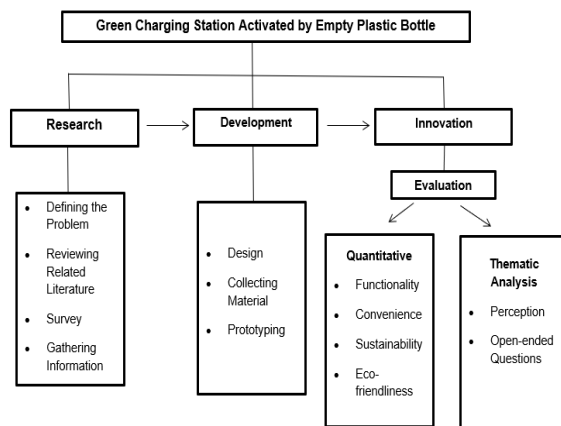 Green Charging Station Activated by Empty Plastic Bottle
Research
Development
Innovation
Evaluation
• Defining the
Problem
• Reviewing
Related
Literature
• Survey
• Gathering
Information
• Design
• Collecting
Material
• Prototyping
Quantitative
• Functionality
• Convenience
• Sustainability
• Eco-
friendliness
Thematic
Analysis
• Perception
• Open-ended
Questions